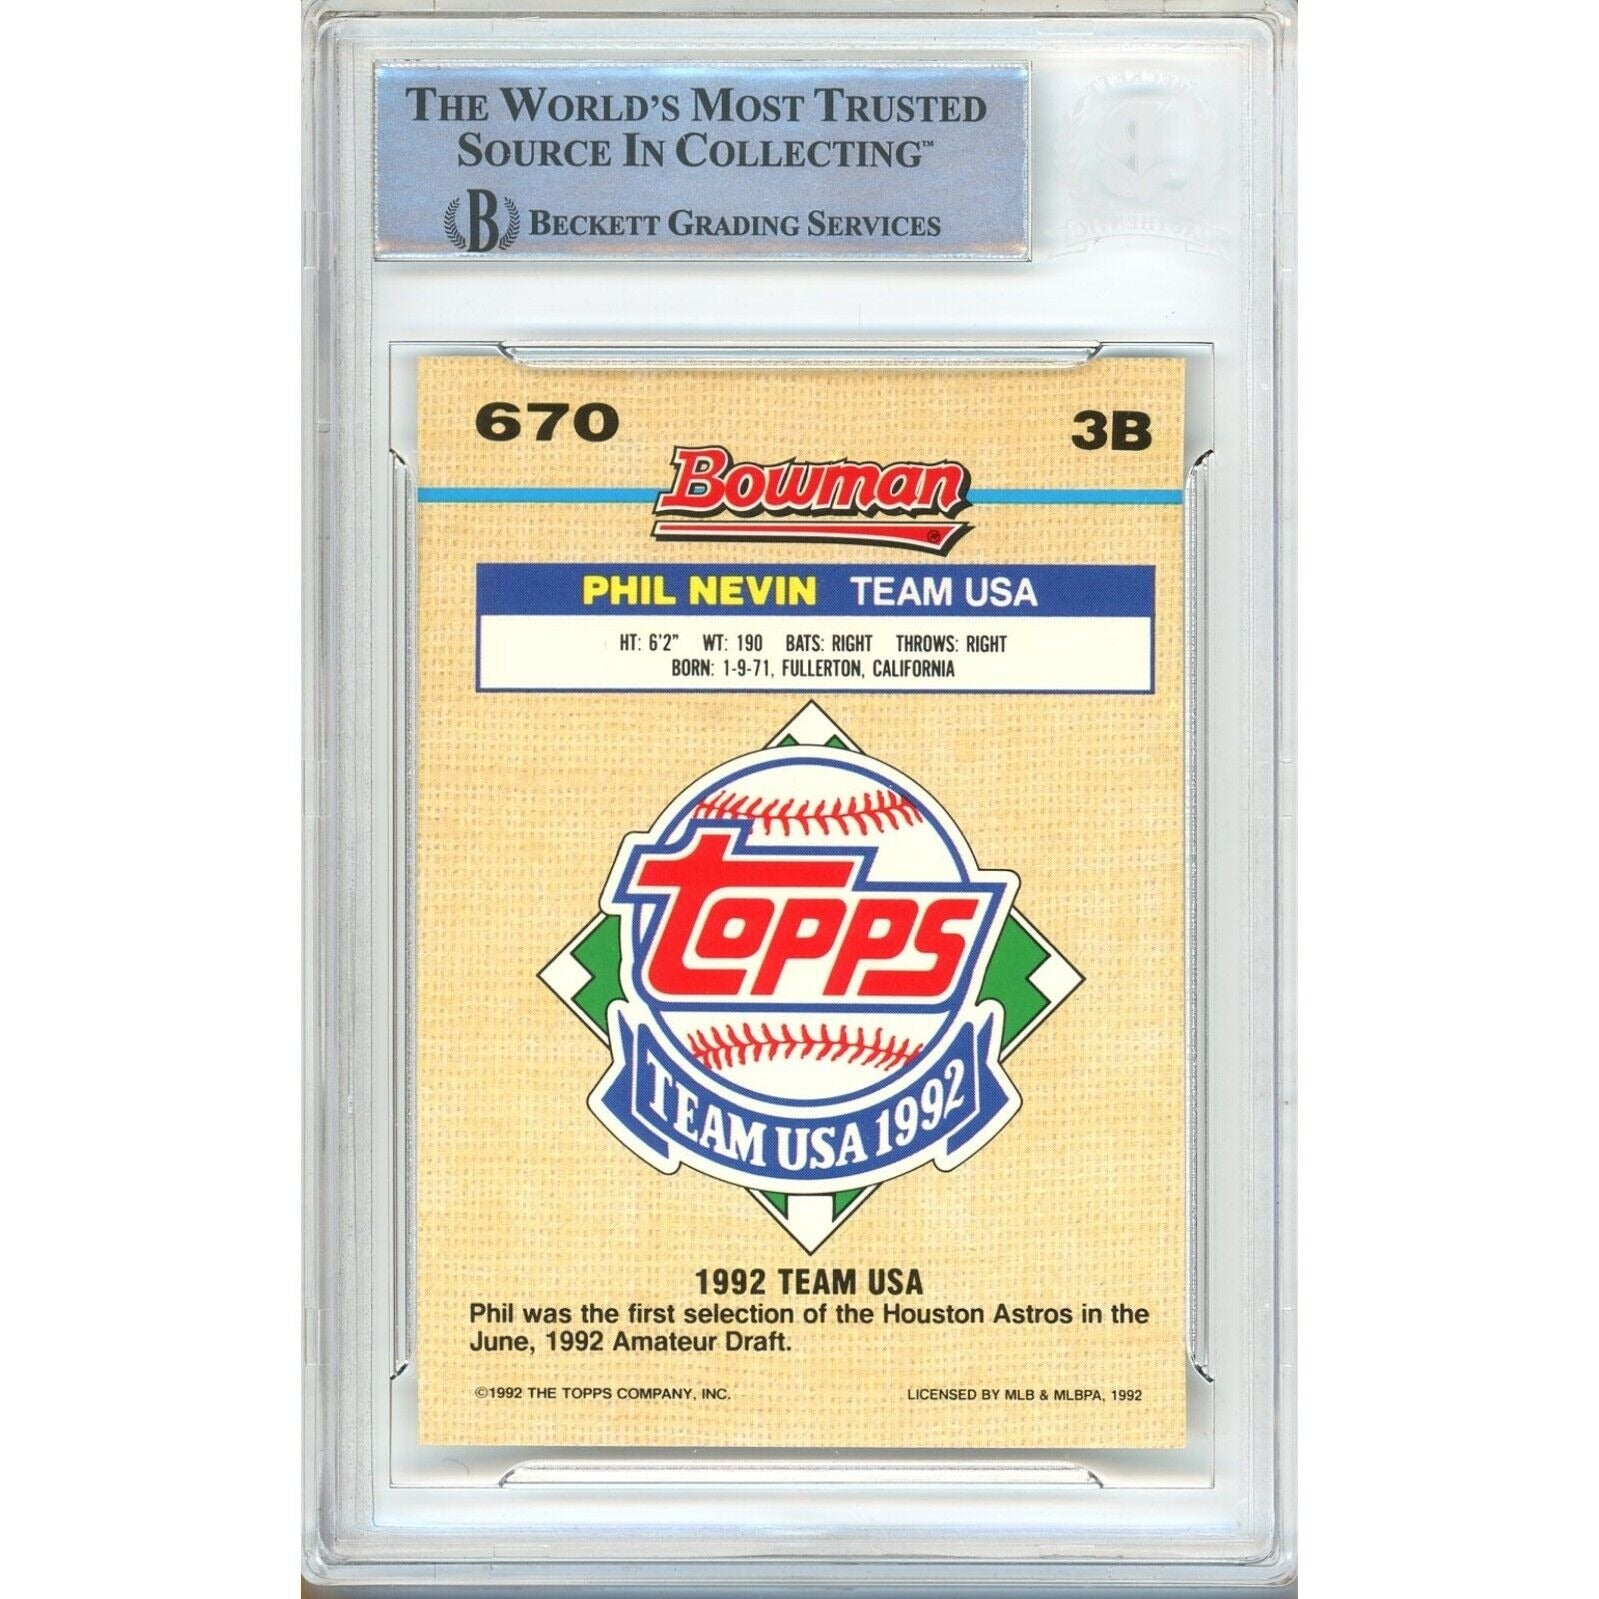 THE WORLD'S MOST TRUSTED
SOURCE IN COLLECTING™
B BECKETT GRADING SERVICES
670
3B
Bowman®
PHIL NEVIN TEAM USA
HT: 6'2" WT: 190 BATS: RIGHT THROWS: RIGHT
BORN: 1-9-71, FULLERTON, CALIFORNIA
Topps
TEAM USA 1992
1992 TEAM USA
Phil was the first selection of the Houston Astros in the
June, 1992 Amateur Draft.
©1992 THE TOPPS COMPANY, INC.
LICENSED BY MLB & MLBPA, 1992